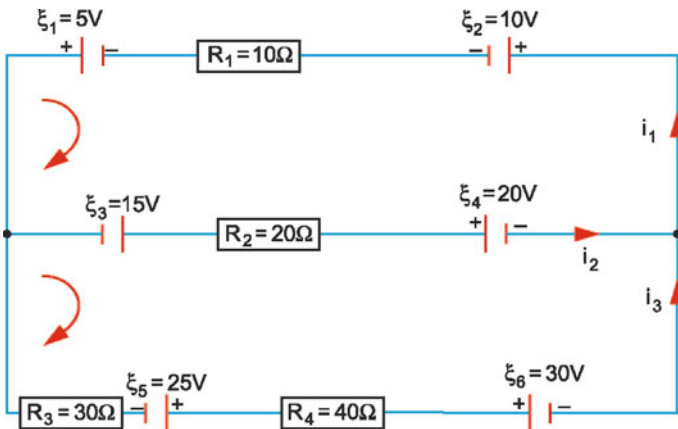 ξ₁ = 5V
ξ₂ = 10V
+ −
R₁ = 10Ω
− +
i₁
ξ₃ = 15V
ξ₄ = 20V
R₂ = 20Ω
+ −
i₂
i₃
ξ₅ = 25V
ξ₆ = 30V
R₃ = 30Ω
− +
R₄ = 40Ω
+ −